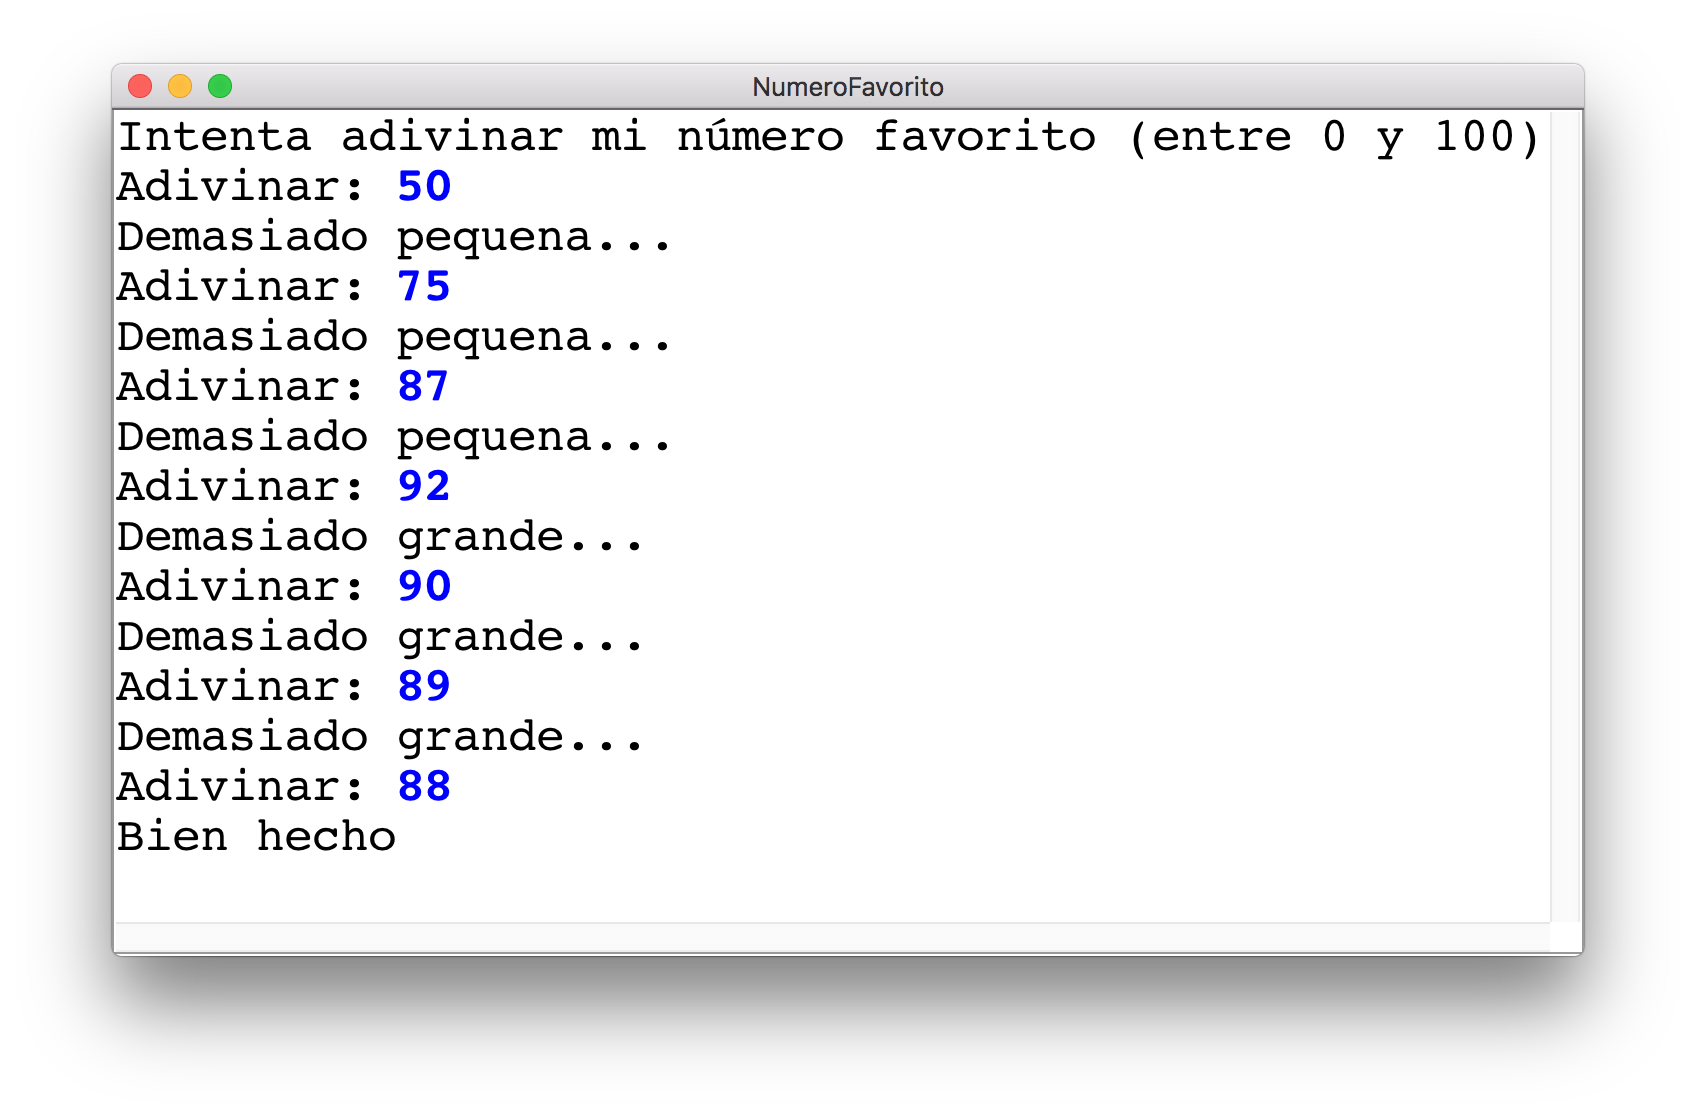 NumeroFavorito
Intenta adivinar mi número favorito (entre 0 y 100)
Adivinar: 50
Demasiado pequena...
Adivinar: 75
Demasiado pequena...
Adivinar: 87
Demasiado pequena...
Adivinar: 92
Demasiado grande...
Adivinar: 90
Demasiado grande...
Adivinar: 89
Demasiado grande...
Adivinar: 88
Bien hecho